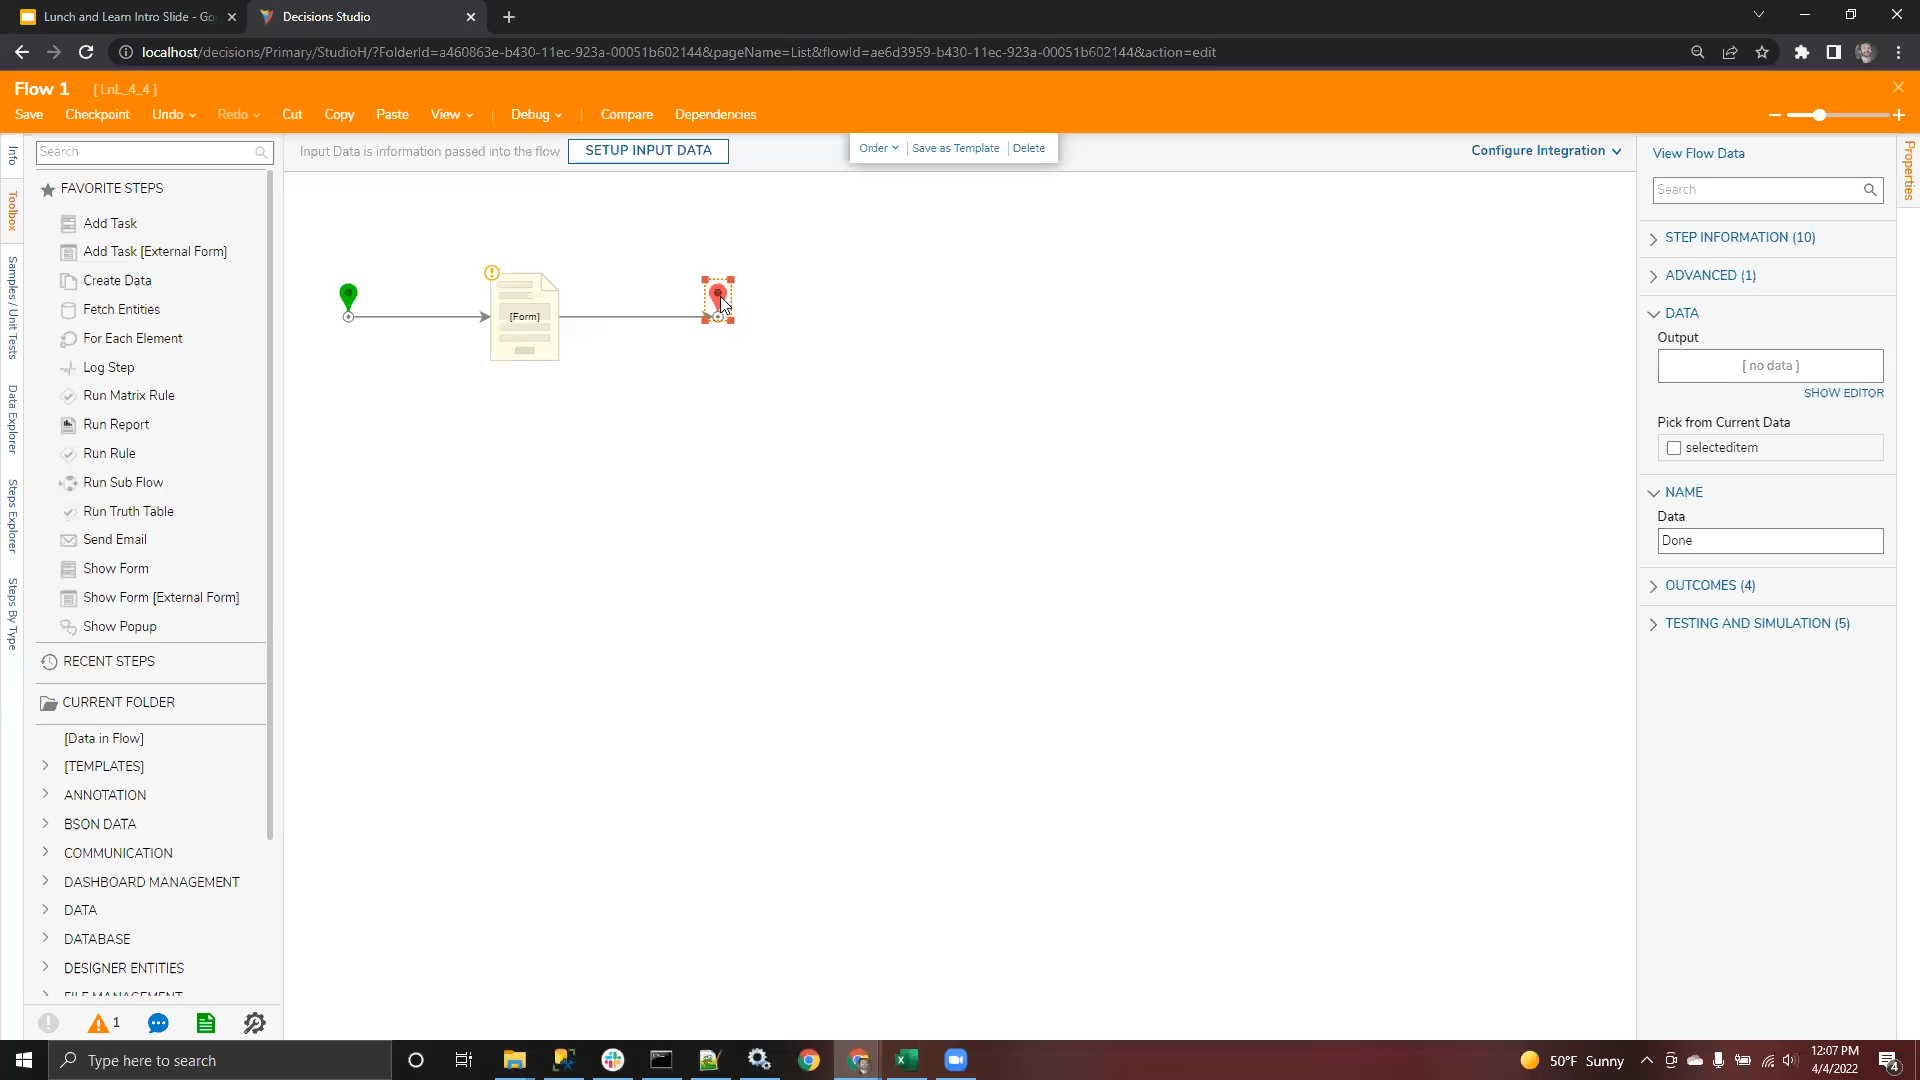 Lunch and Learn Intro Slide - Go
Decisions Studio
localhost/decisions/Primary/StudioH/?FolderId=a460863e-b430-11ec-923a-00051b602144&pageName=List&flowId=ae6d3959-b430-11ec-923a-00051b602144&action=edit
Flow 1 [ LnL_4_4 ]
Save Checkpoint Undo Redo Cut Copy Paste View | Debug | Compare Dependencies
Info
Toolbox
Samples / Unit Tests
Data Explorer
Steps Explorer
Steps By Type
Search
FAVORITE STEPS
Add Task
Add Task [External Form]
Create Data
Fetch Entities
For Each Element
Log Step
Run Matrix Rule
Run Report
Run Rule
Run Sub Flow
Run Truth Table
Send Email
Show Form
Show Form [External Form]
Show Popup
RECENT STEPS
CURRENT FOLDER
[Data in Flow]
[TEMPLATES]
ANNOTATION
BSON DATA
COMMUNICATION
DASHBOARD MANAGEMENT
DATA
DATABASE
DESIGNER ENTITIES
FILE MANAGEMENT
1
Input Data is information passed into the flow
SETUP INPUT DATA
Order Save as Template Delete
Configure Integration
[Form]
View Flow Data
Search
STEP INFORMATION (10)
ADVANCED (1)
DATA
Output
[ no data ]
SHOW EDITOR
Pick from Current Data
selecteditem
NAME
Data
Done
OUTCOMES (4)
TESTING AND SIMULATION (5)
Properties
Type here to search
50°F Sunny
12:07 PM
4/4/2022
4